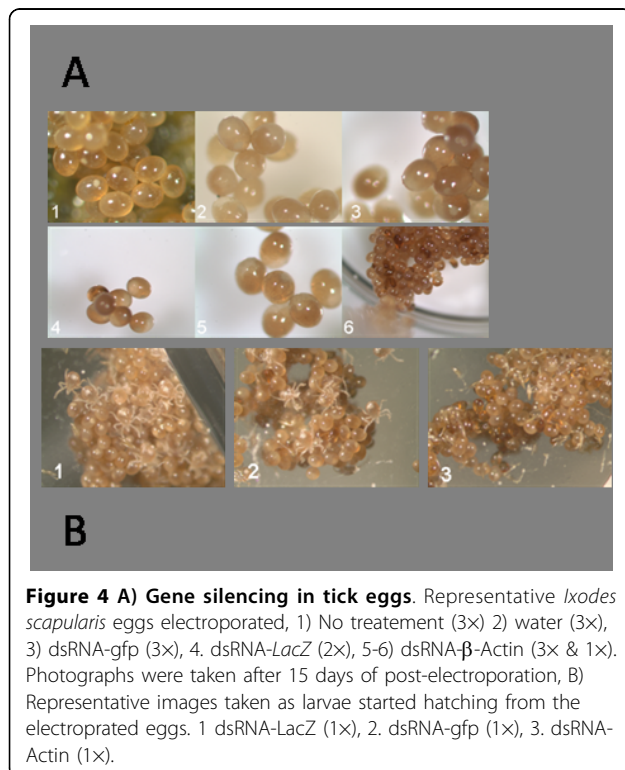 A
1 2 3
4 5 6
1 2 3
B
Figure 4 A) Gene silencing in tick eggs. Representative Ixodes
scapularis eggs electroporated, 1) No treatement (3×) 2) water (3×),
3) dsRNA-gfp (3×), 4. dsRNA-LacZ (2×), 5-6) dsRNA-β-Actin (3× & 1×).
Photographs were taken after 15 days of post-electroporation, B)
Representative images taken as larvae started hatching from the
electroprated eggs. 1 dsRNA-LacZ (1×), 2. dsRNA-gfp (1×), 3. dsRNA-
Actin (1×).